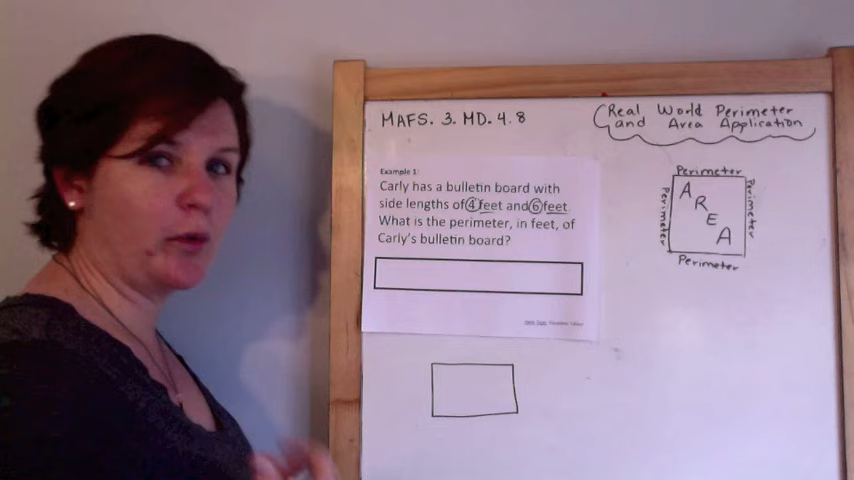 MAFS. 3. MD. 4. 8
Real World Perimeter
and Area Application
Example 1:
Carly has a bulletin board with
side lengths of 4 feet and 6 feet.
What is the perimeter, in feet, of
Carly's bulletin board?
Perimeter
Perimeter
AREA
Perimeter
Perimeter